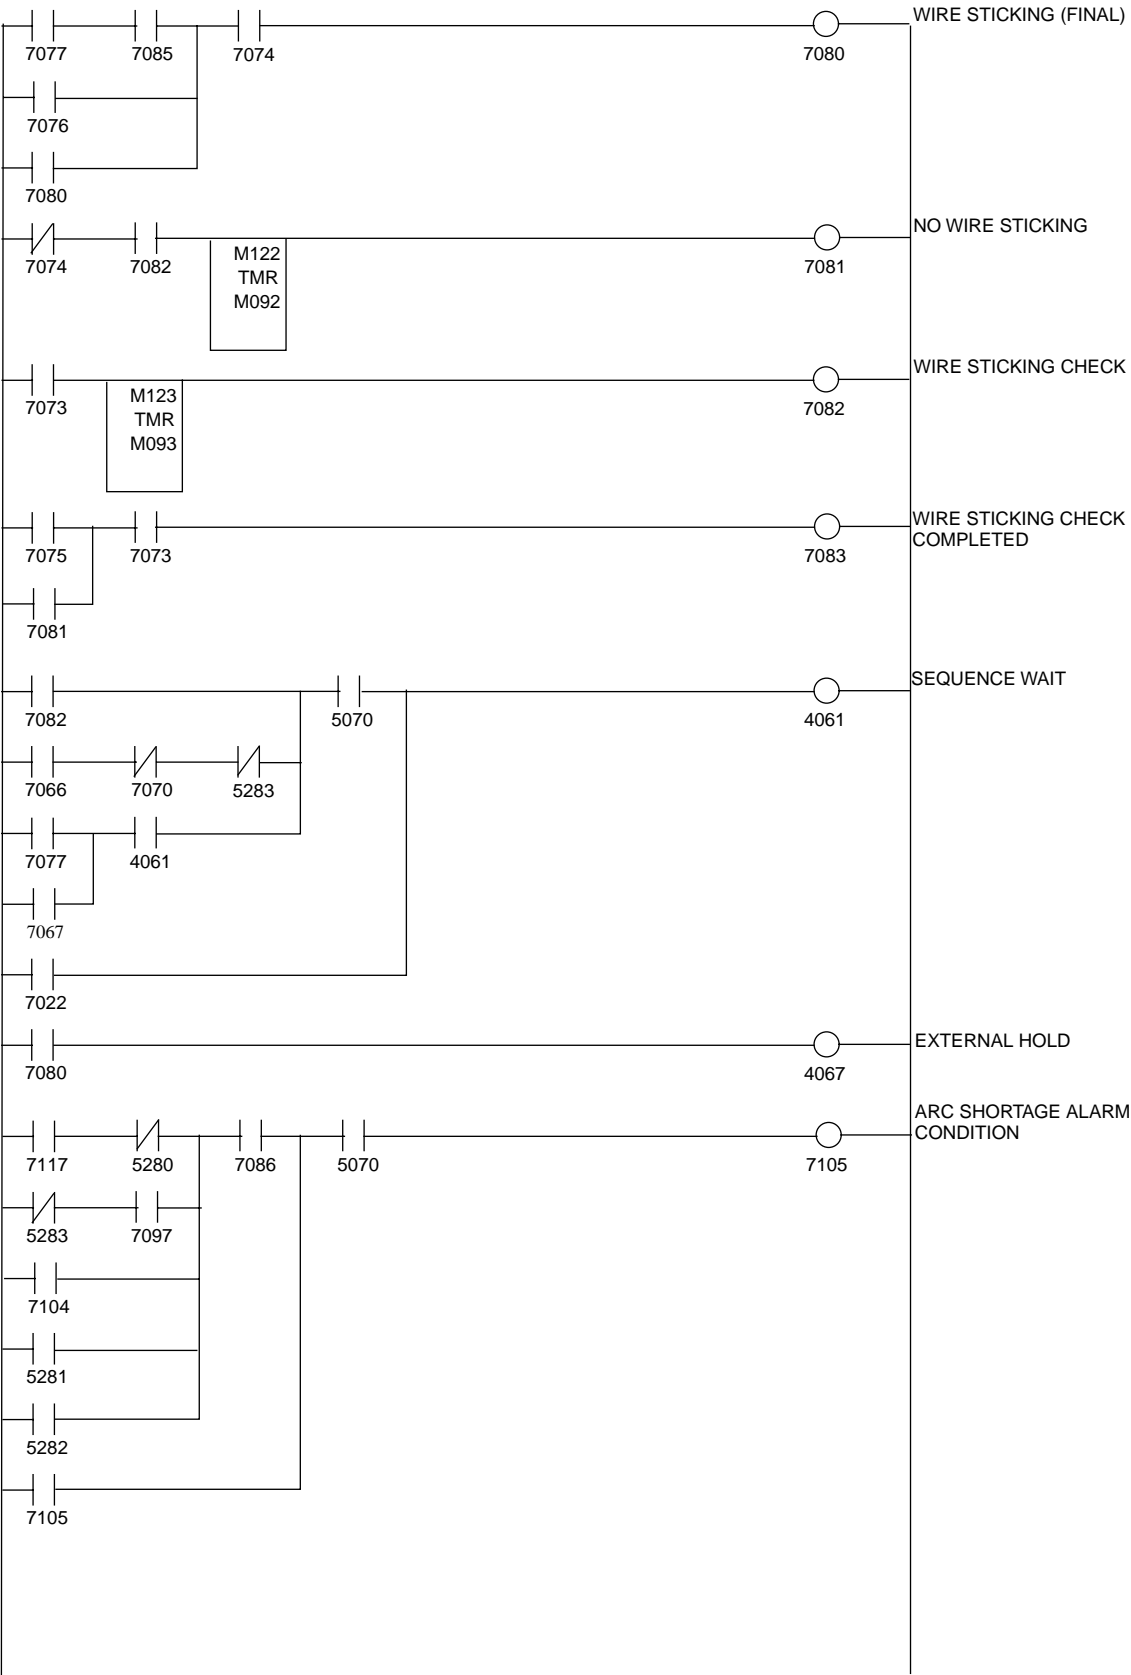 WIRE STICKING (FINAL)
7077 7085 7074 7080
7076
7080
NO WIRE STICKING
7074 7082 7081
M122
TMR
M092
WIRE STICKING CHECK
7073 7082
M123
TMR
M093
WIRE STICKING CHECK
COMPLETED
7075 7073 7083
7081
SEQUENCE WAIT
7082 5070 4061
7066 7070 5283
7077 4061
7067
7022
EXTERNAL HOLD
7080 4067
ARC SHORTAGE ALARM
CONDITION
7117 5280 7086 5070 7105
5283 7097
7104
5281
5282
7105